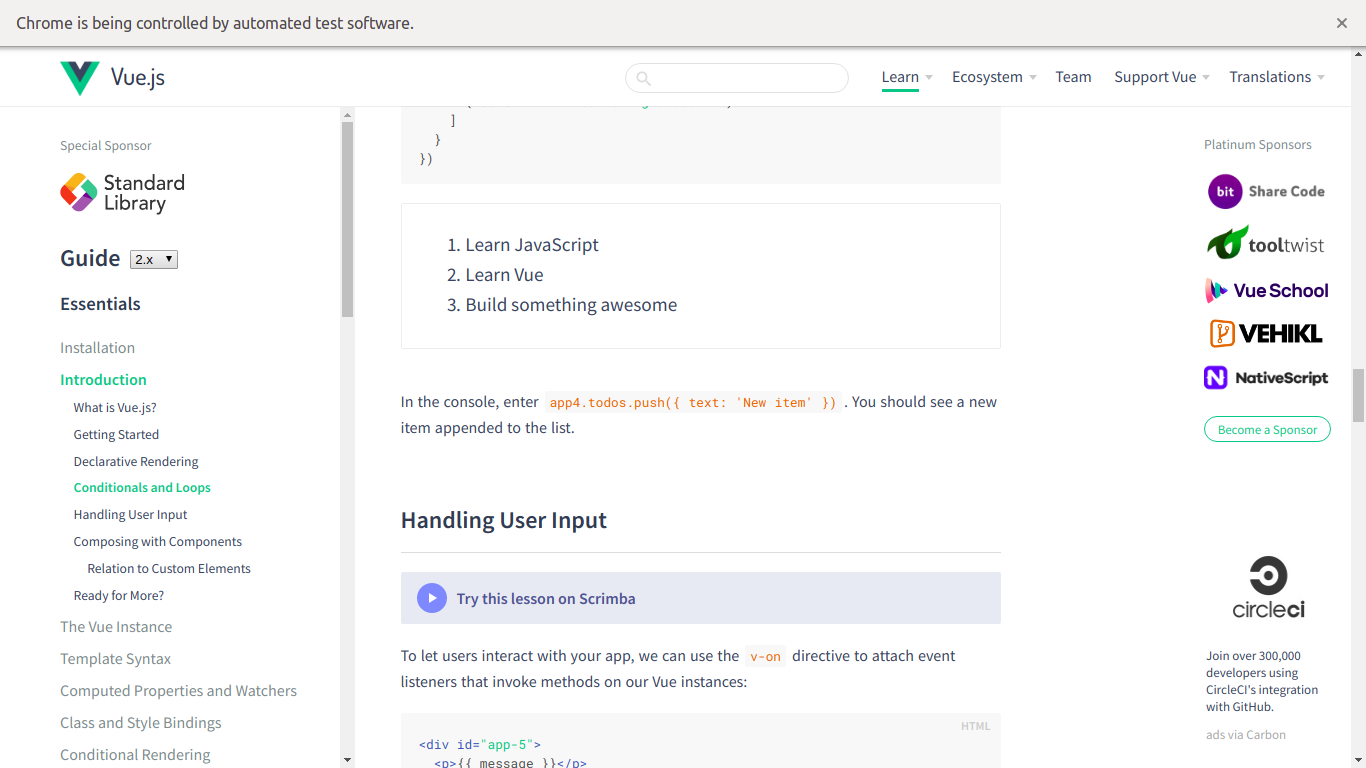 Chrome is being controlled by automated test software.
Vue.js
Learn
Ecosystem
Team
Support Vue
Translations
Special Sponsor
Standard
Library
Guide
2.x
Essentials
Installation
Introduction
What is Vue.js?
Getting Started
Declarative Rendering
Conditionals and Loops
Handling User Input
Composing with Components
Relation to Custom Elements
Ready for More?
The Vue Instance
Template Syntax
Computed Properties and Watchers
Class and Style Bindings
Conditional Rendering
]
}
})
1. Learn JavaScript
2. Learn Vue
3. Build something awesome
In the console, enter app4.todos.push({ text: 'New item' }). You should see a new
item appended to the list.
Handling User Input
Try this lesson on Scrimba
To let users interact with your app, we can use the v-on directive to attach event
listeners that invoke methods on our Vue instances:
HTML
<div id="app-5">
<p>{{ message }}</p>
Platinum Sponsors
bit Share Code
tooltwist
Vue School
VEHIKL
N NativeScript
Become a Sponsor
circleci
Join over 300,000
developers using
CircleCI's integration
with GitHub.
ads via Carbon